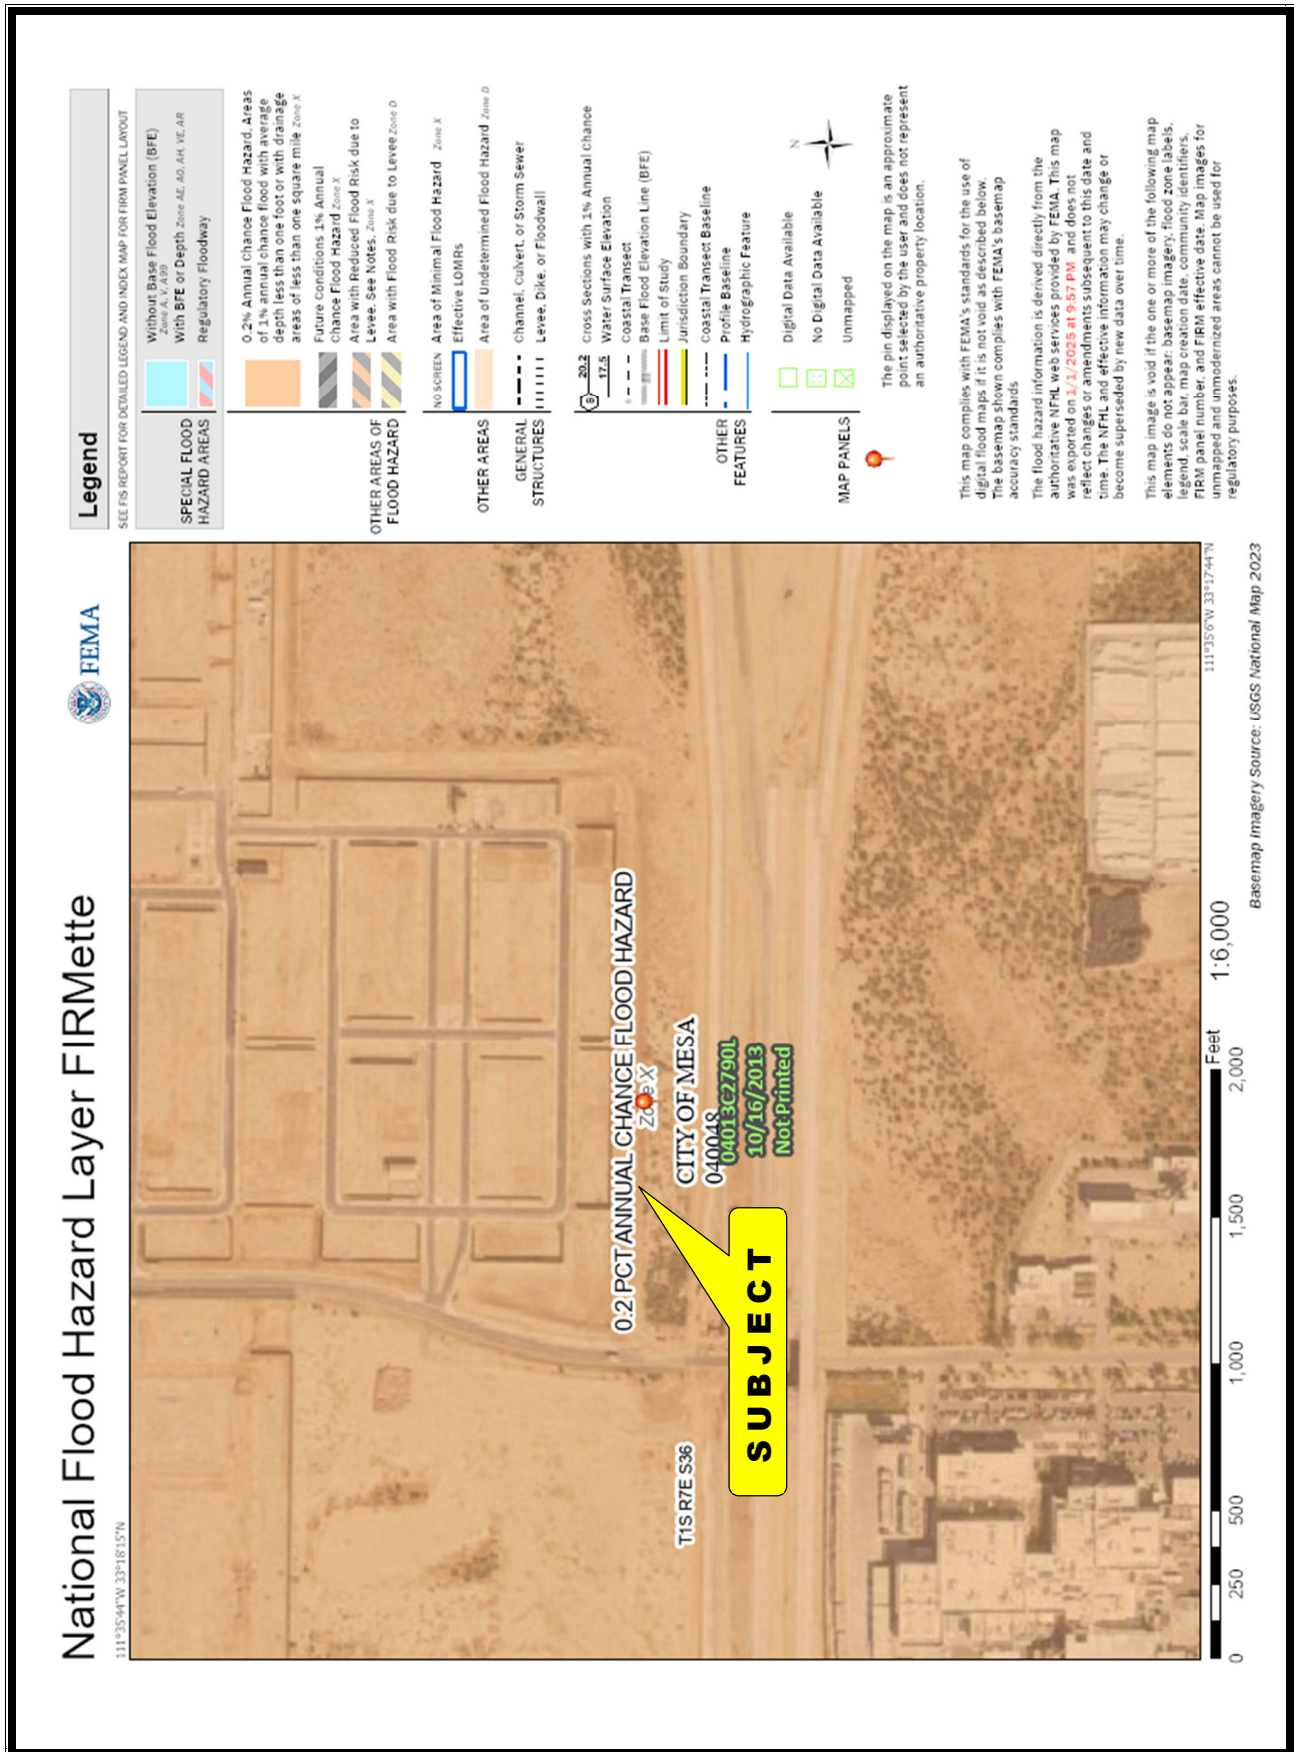 National Flood Hazard Layer FIRMette
FEMA
111°35'44"W 33°18'15"N
0.2 PCT ANNUAL CHANCE FLOOD HAZARD
Zone X
CITY OF MESA
040048
04013C2790L
10/16/2013
Not Printed
T1S R7E S36
SUBJECT
111°35'6"W 33°17'44"N
0
250
500
1,000
1,500
2,000
Feet
1:6,000
Basemap Imagery Source: USGS National Map 2023
Legend
SEE FIS REPORT FOR DETAILED LEGEND AND INDEX MAP FOR FIRM PANEL LAYOUT
SPECIAL FLOOD
HAZARD AREAS
Without Base Flood Elevation (BFE)
Zone A, V, A99
With BFE or Depth Zone AE, AO, AH, VE, AR
Regulatory Floodway
OTHER AREAS OF
FLOOD HAZARD
0.2% Annual Chance Flood Hazard, Areas
of 1% annual chance flood with average
depth less than one foot or with drainage
areas of less than one square mile Zone X
Future Conditions 1% Annual
Chance Flood Hazard Zone X
Area with Reduced Flood Risk due to
Levee. See Notes. Zone X
Area with Flood Risk due to Levee Zone D
OTHER AREAS
NO SCREEN Area of Minimal Flood Hazard Zone X
Effective LOMRs
Area of Undetermined Flood Hazard Zone D
GENERAL
STRUCTURES
Channel, Culvert, or Storm Sewer
Levee, Dike, or Floodwall
OTHER
FEATURES
B 20.2 Cross Sections with 1% Annual Chance
17.5 Water Surface Elevation
8 Coastal Transect
Base Flood Elevation Line (BFE)
Limit of Study
Jurisdiction Boundary
Coastal Transect Baseline
Profile Baseline
Hydrographic Feature
MAP PANELS
Digital Data Available
No Digital Data Available
Unmapped
N
The pin displayed on the map is an approximate
point selected by the user and does not represent
an authoritative property location.
This map complies with FEMA's standards for the use of
digital flood maps if it is not void as described below.
The basemap shown complies with FEMA's basemap
accuracy standards
The flood hazard information is derived directly from the
authoritative NFHL web services provided by FEMA. This map
was exported on 1/1/2025 at 9:57 PM and does not
reflect changes or amendments subsequent to this date and
time. The NFHL and effective information may change or
become superseded by new data over time.
This map image is void if the one or more of the following map
elements do not appear: basemap imagery, flood zone labels,
legend, scale bar, map creation date, community identifiers,
FIRM panel number, and FIRM effective date. Map images for
unmapped and unmodernized areas cannot be used for
regulatory purposes.